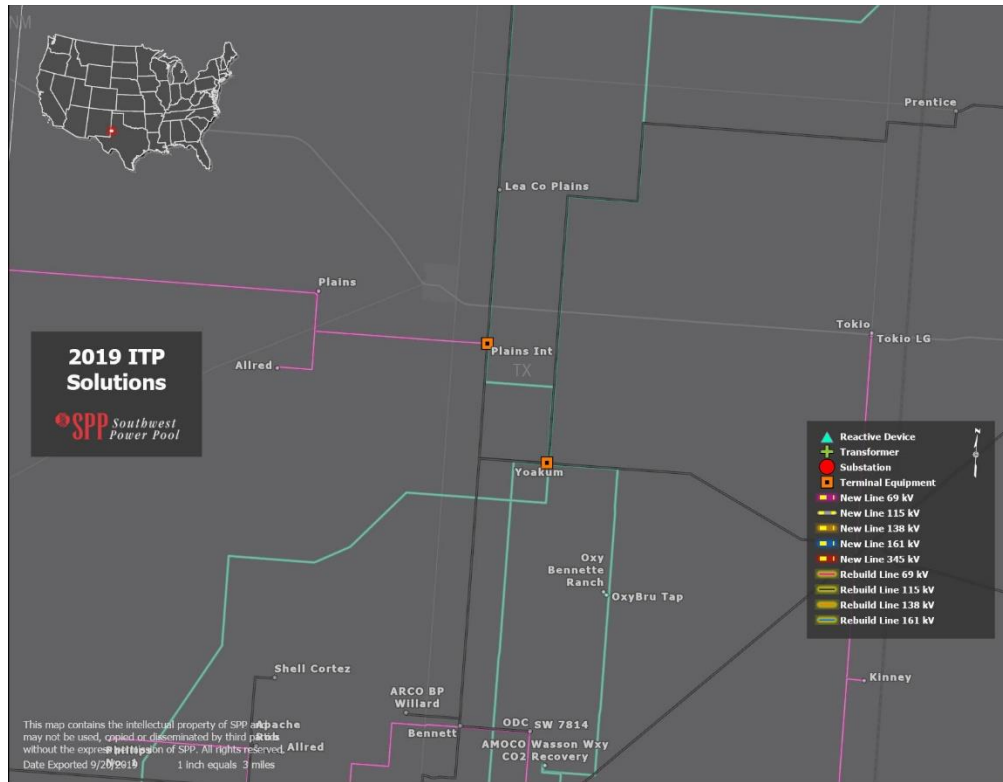 NM
Prentice
Lea Co Plains
Plains
Tokio
Tokio LG
Plains Int
TX
Allred
2019 ITP
Solutions
SPP Southwest
Power Pool
Yoakum
N
Reactive Device
Transformer
Substation
Terminal Equipment
New Line 69 kV
New Line 115 kV
New Line 138 kV
New Line 161 kV
New Line 345 kV
Rebuild Line 69 kV
Rebuild Line 115 kV
Rebuild Line 138 kV
Rebuild Line 161 kV
Oxy
Bennette
Ranch
OxyBru Tap
Shell Cortez
Kinney
ARCO BP
Willard
ODC
SW 7814
Bennett
AMOCO Wasson Wxy
CO2 Recovery
Apache
Allred
This map contains the intellectual property of SPP and
may not be used, copied or disseminated by third parties
without the express permission of SPP. All rights reserved.
Date Exported 9/20/2019
1 inch equals 3 miles